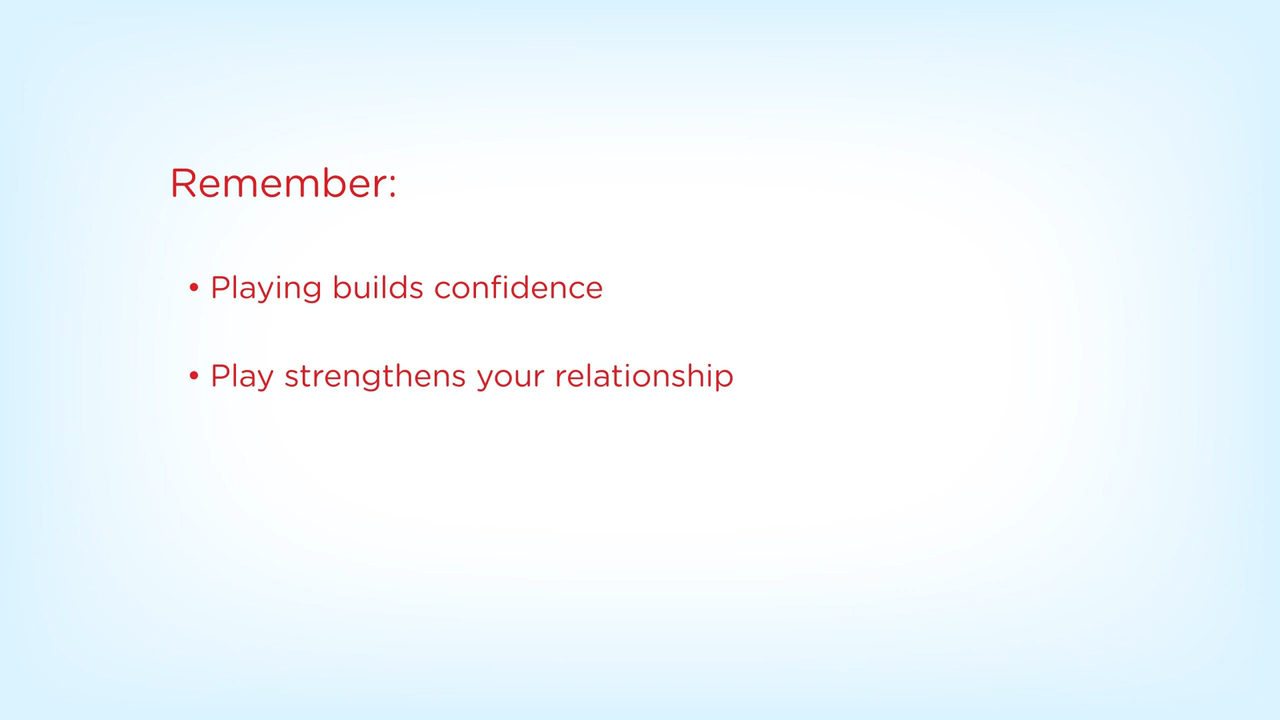 Remember:
• Playing builds confidence
• Play strengthens your relationship